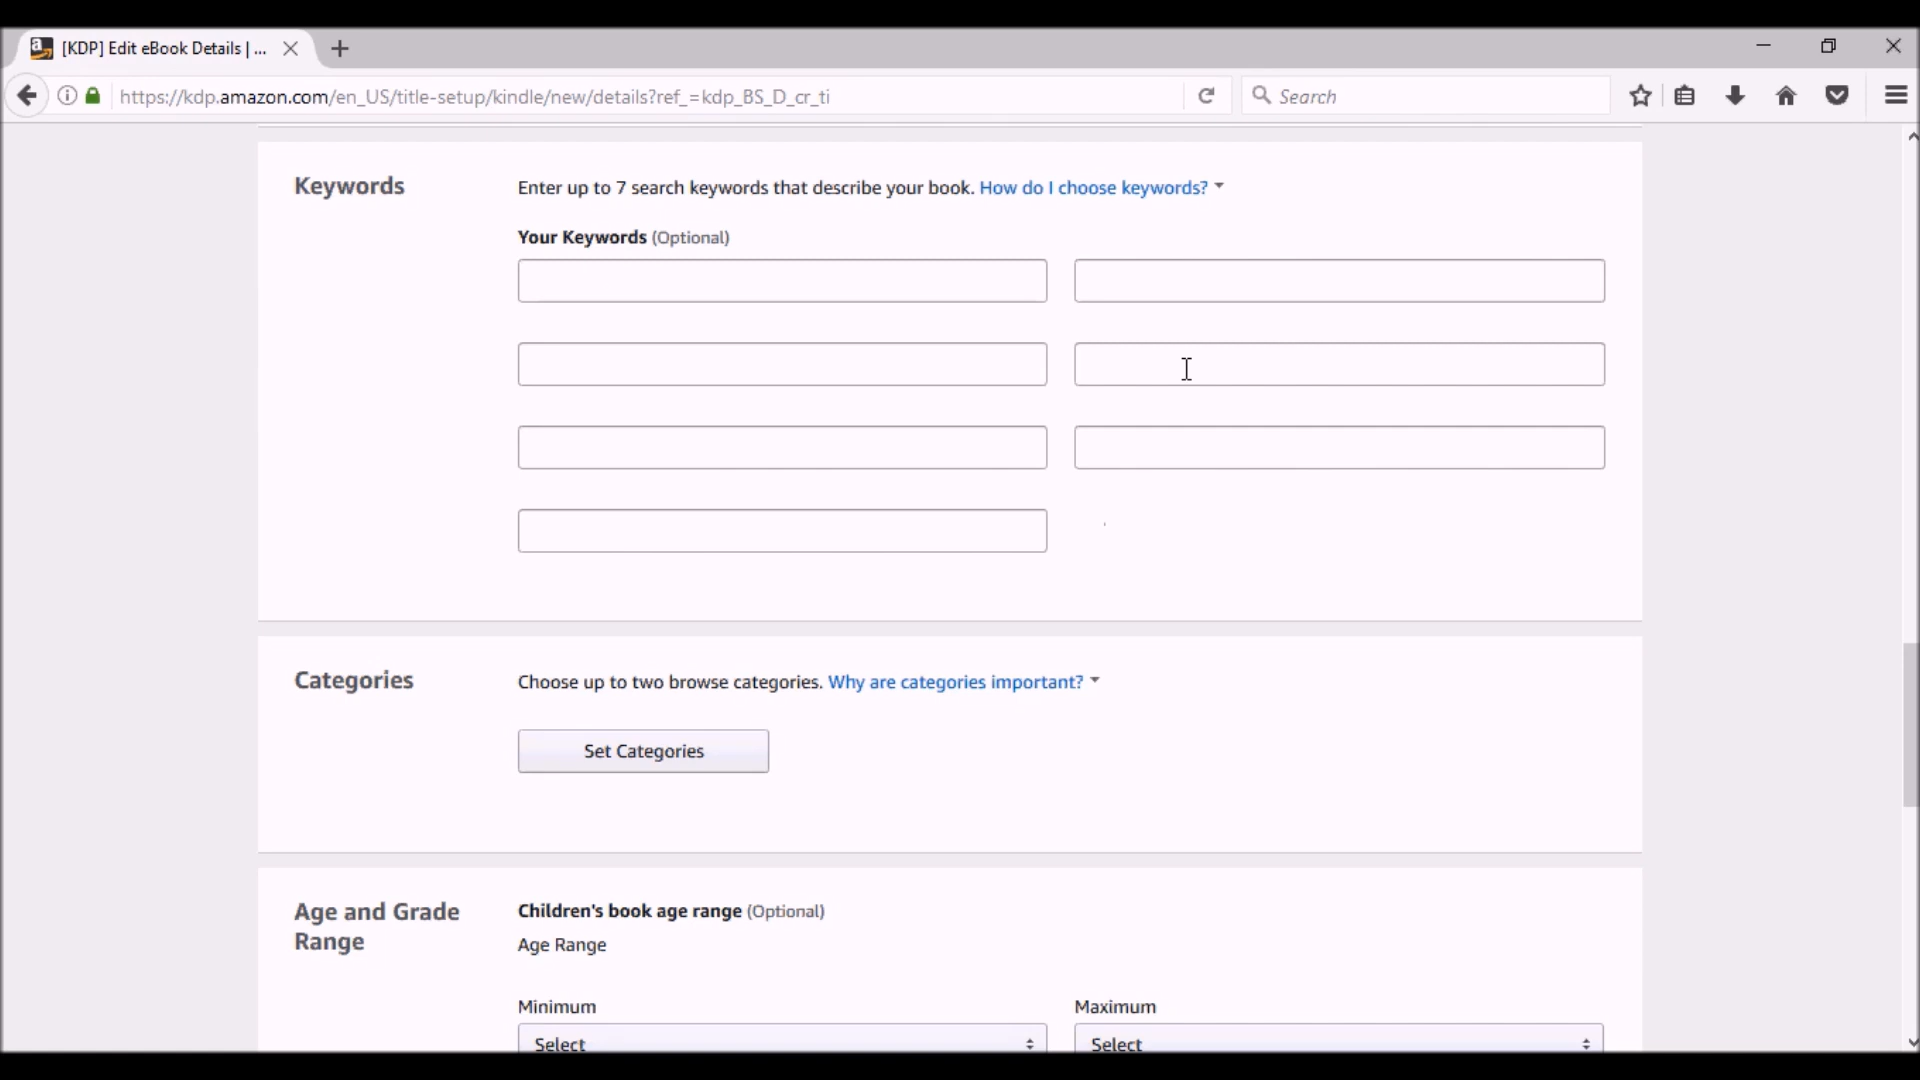 [KDP] Edit eBook Details | ...
https://kdp.amazon.com/en_US/title-setup/kindle/new/details?ref_=kdp_BS_D_cr_ti
Search
Keywords
Enter up to 7 search keywords that describe your book. How do I choose keywords?
Your Keywords (Optional)
Categories
Choose up to two browse categories. Why are categories important?
Set Categories
Age and Grade
Range
Children's book age range (Optional)
Age Range
Minimum
Maximum
Select
Select